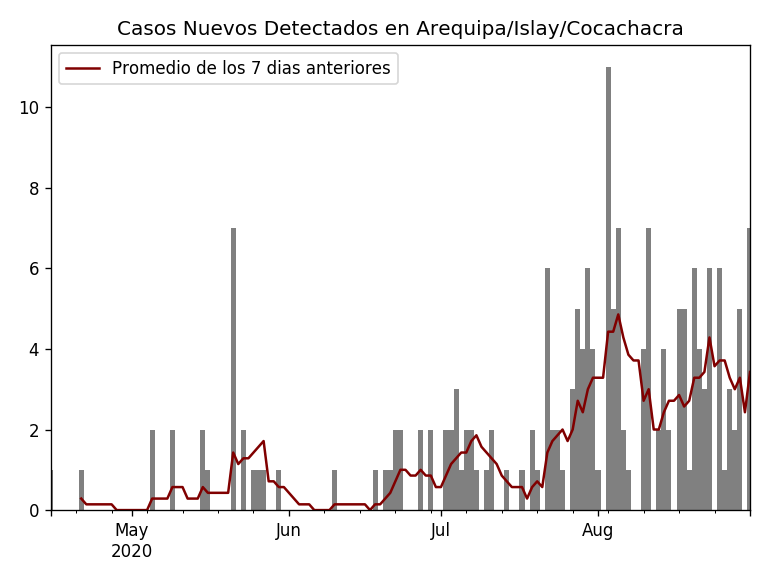 Casos Nuevos Detectados en Arequipa/Islay/Cocachacra
Promedio de los 7 dias anteriores
10
8
6
4
2
0
May
2020
Jun
Jul
Aug